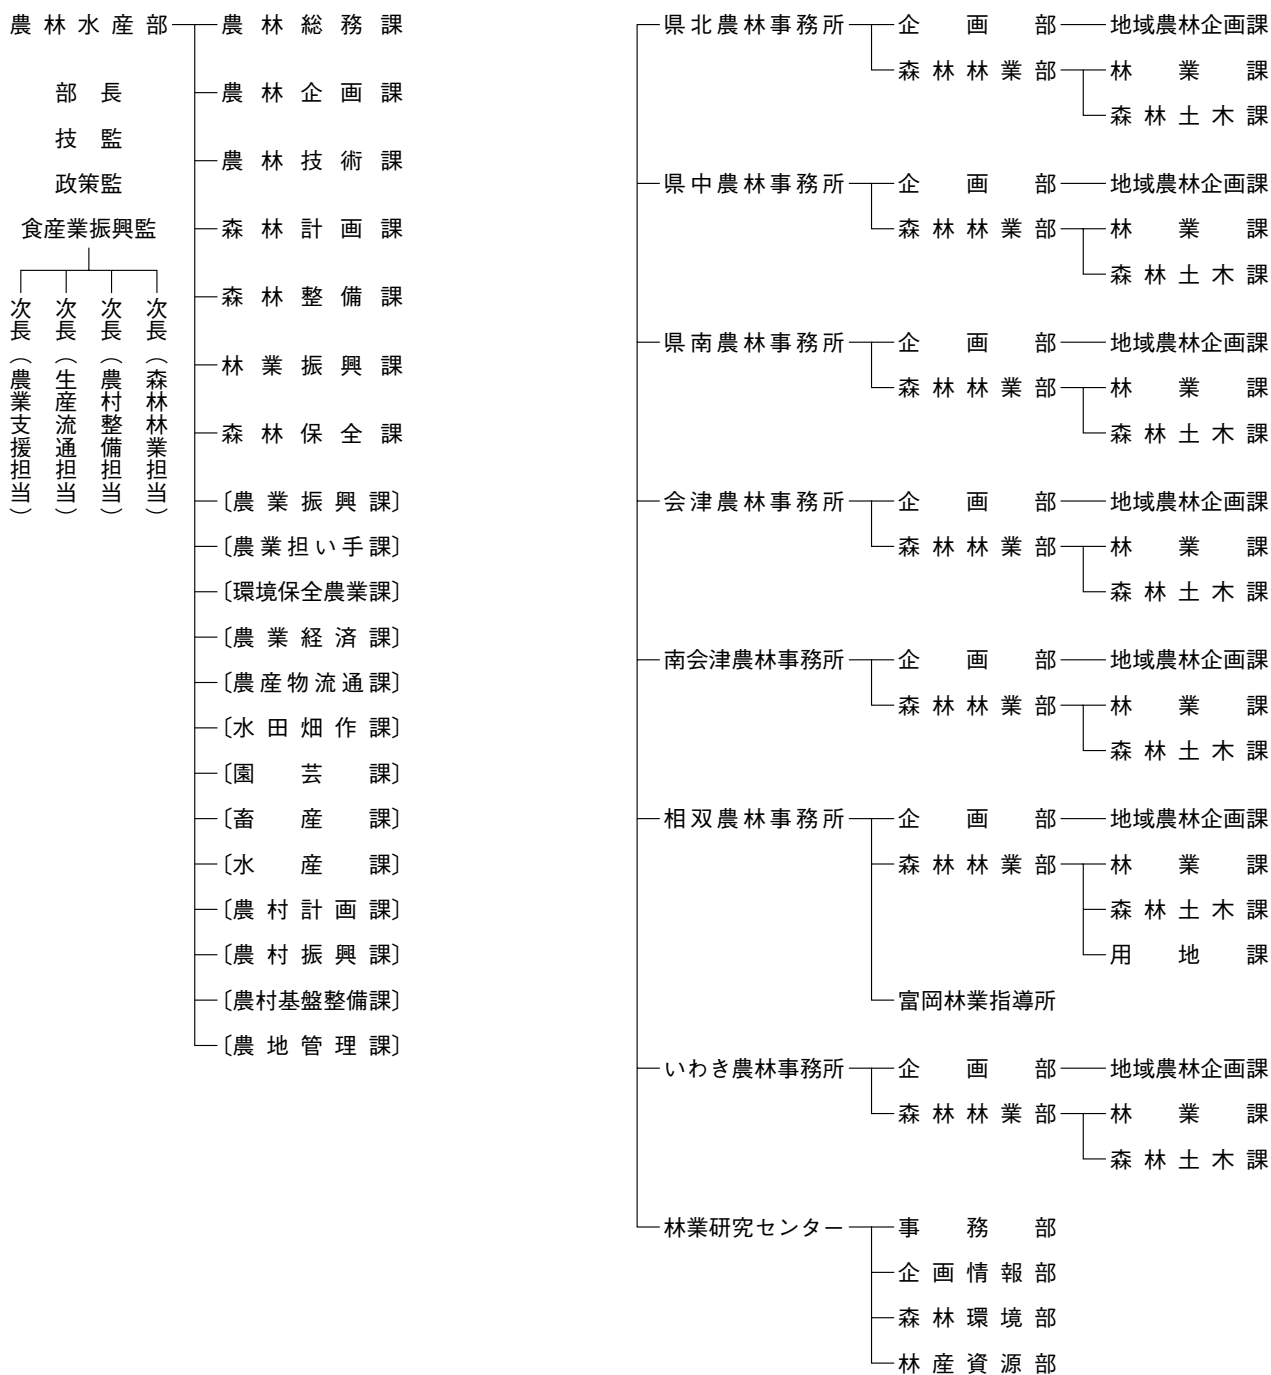 農林水産部
部長
技監
政策監
食産業振興監
次長（農業支援担当）
次長（生産流通担当）
次長（農村整備担当）
次長（森林林業担当）
農林総務課
農林企画課
農林技術課
森林計画課
森林整備課
林業振興課
森林保全課
〔農業振興課〕
〔農業担い手課〕
〔環境保全農業課〕
〔農業経済課〕
〔農産物流通課〕
〔水田畑作課〕
〔園芸課〕
〔畜産課〕
〔水産課〕
〔農村計画課〕
〔農村振興課〕
〔農村基盤整備課〕
〔農地管理課〕
県北農林事務所 企画部 地域農林企画課
森林林業部 林業課
森林土木課
県中農林事務所 企画部 地域農林企画課
森林林業部 林業課
森林土木課
県南農林事務所 企画部 地域農林企画課
森林林業部 林業課
森林土木課
会津農林事務所 企画部 地域農林企画課
森林林業部 林業課
森林土木課
南会津農林事務所 企画部 地域農林企画課
森林林業部 林業課
森林土木課
相双農林事務所 企画部 地域農林企画課
森林林業部 林業課
森林土木課
用地課
富岡林業指導所
いわき農林事務所 企画部 地域農林企画課
森林林業部 林業課
森林土木課
林業研究センター 事務部
企画情報部
森林環境部
林産資源部